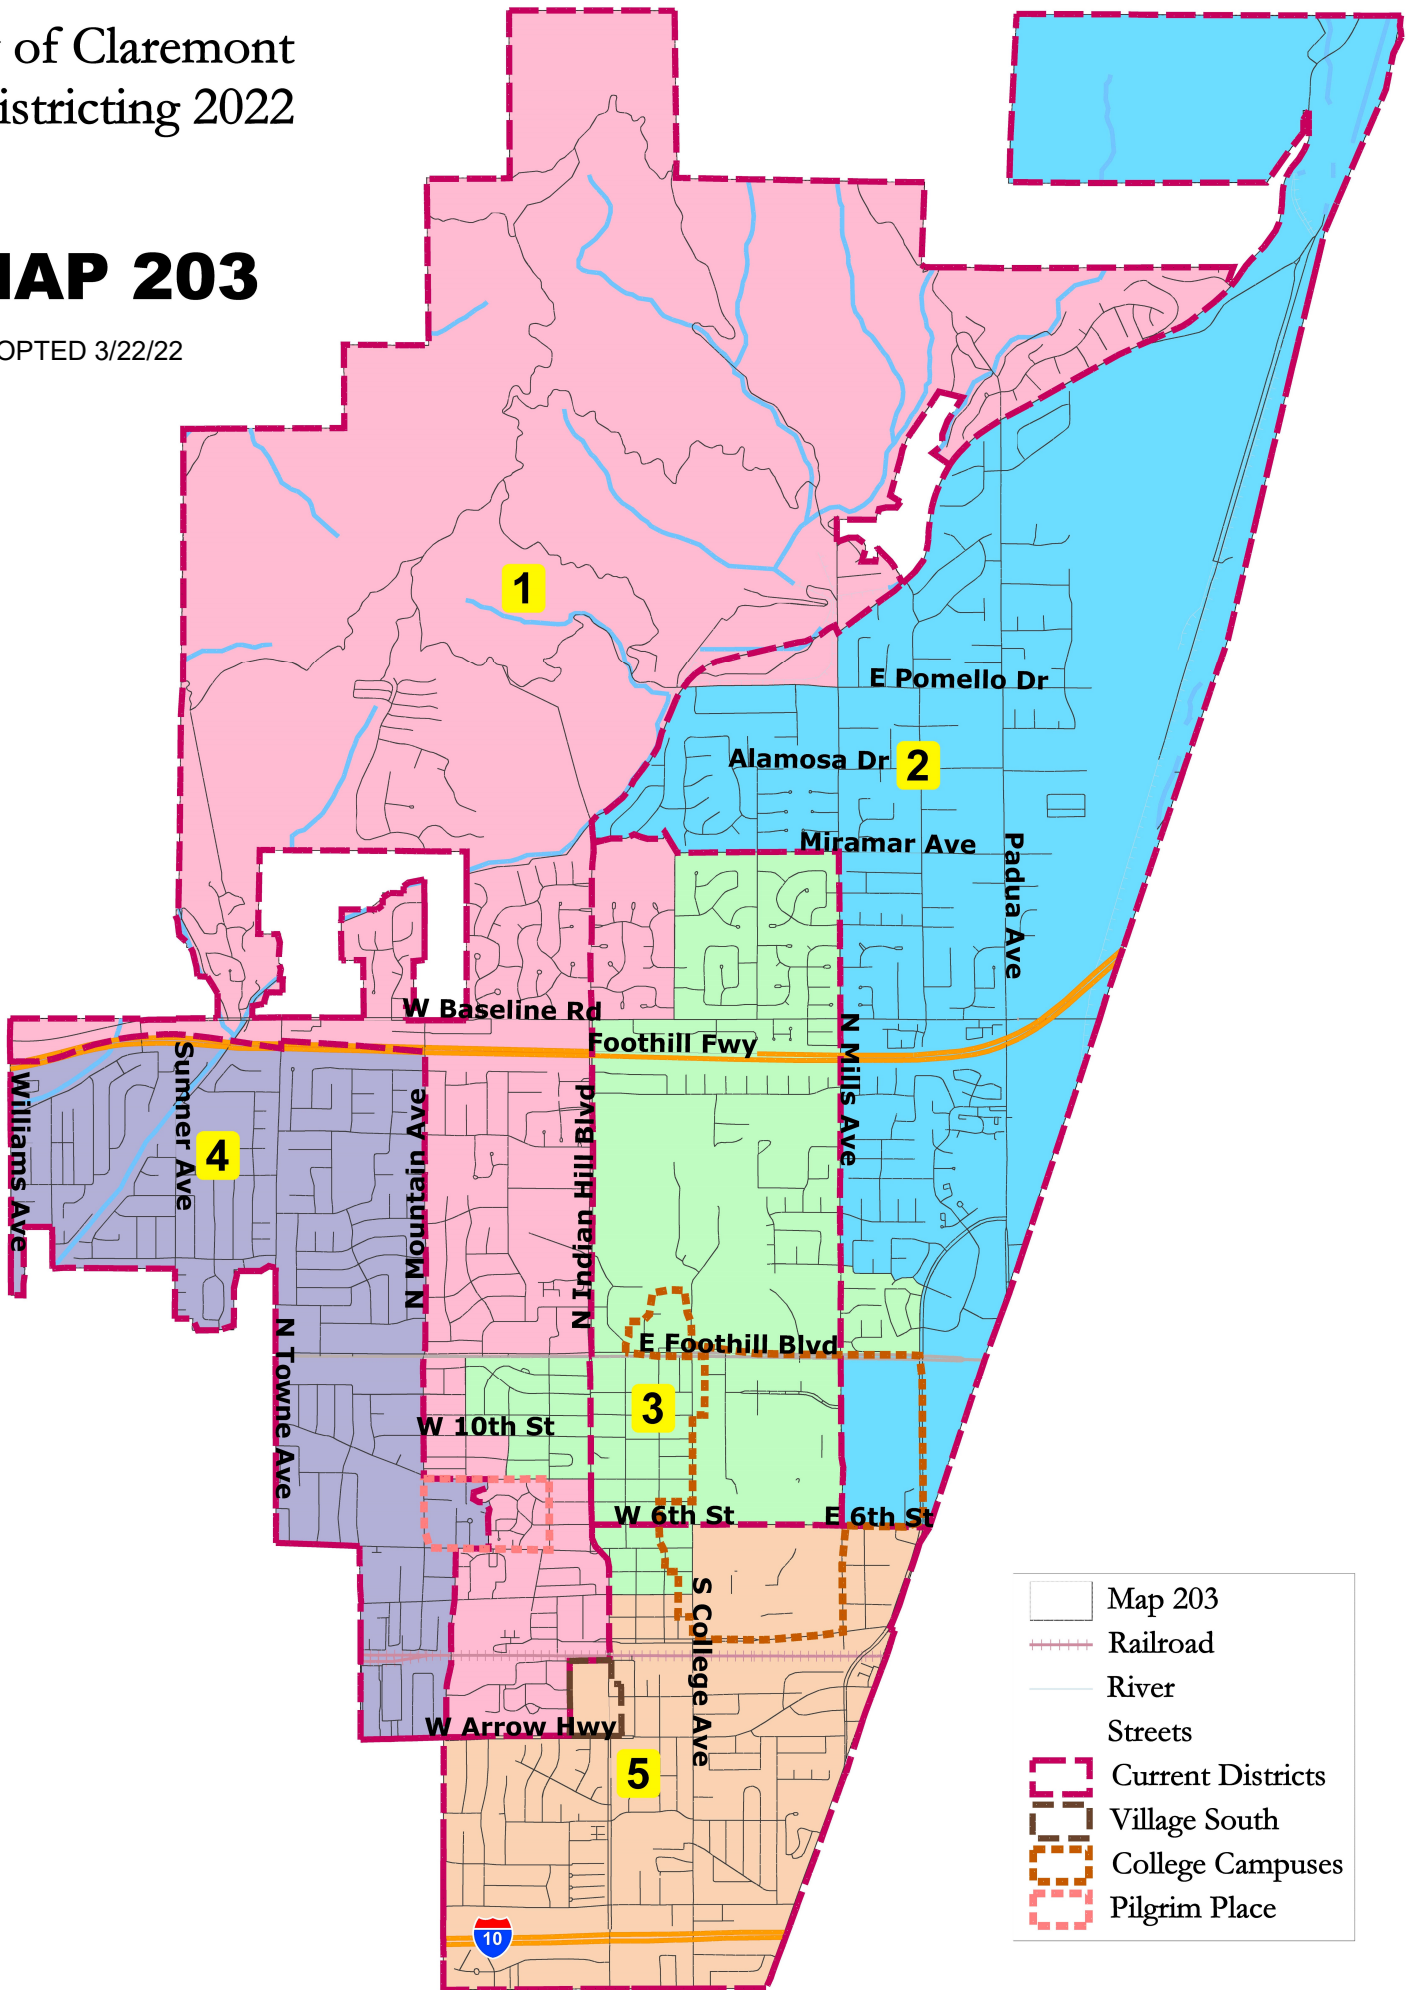 of Claremont
istricting 2022
MAP 203
OPTED 3/22/22
1
E Pomello Dr
Alamosa Dr
2
Miramar Ave
Padua Ave
W Baseline Rd
Foothill Fwy
N Mills Ave
Sumner Ave
Williams Ave
4
N Mountain Ave
N Indian Hill Blvd
E Foothill Blvd
N Towne Ave
3
W 10th St
W 6th St
E 6th St
S College Ave
W Arrow Hwy
5
10
Map 203
Railroad
River
Streets
Current Districts
Village South
College Campuses
Pilgrim Place